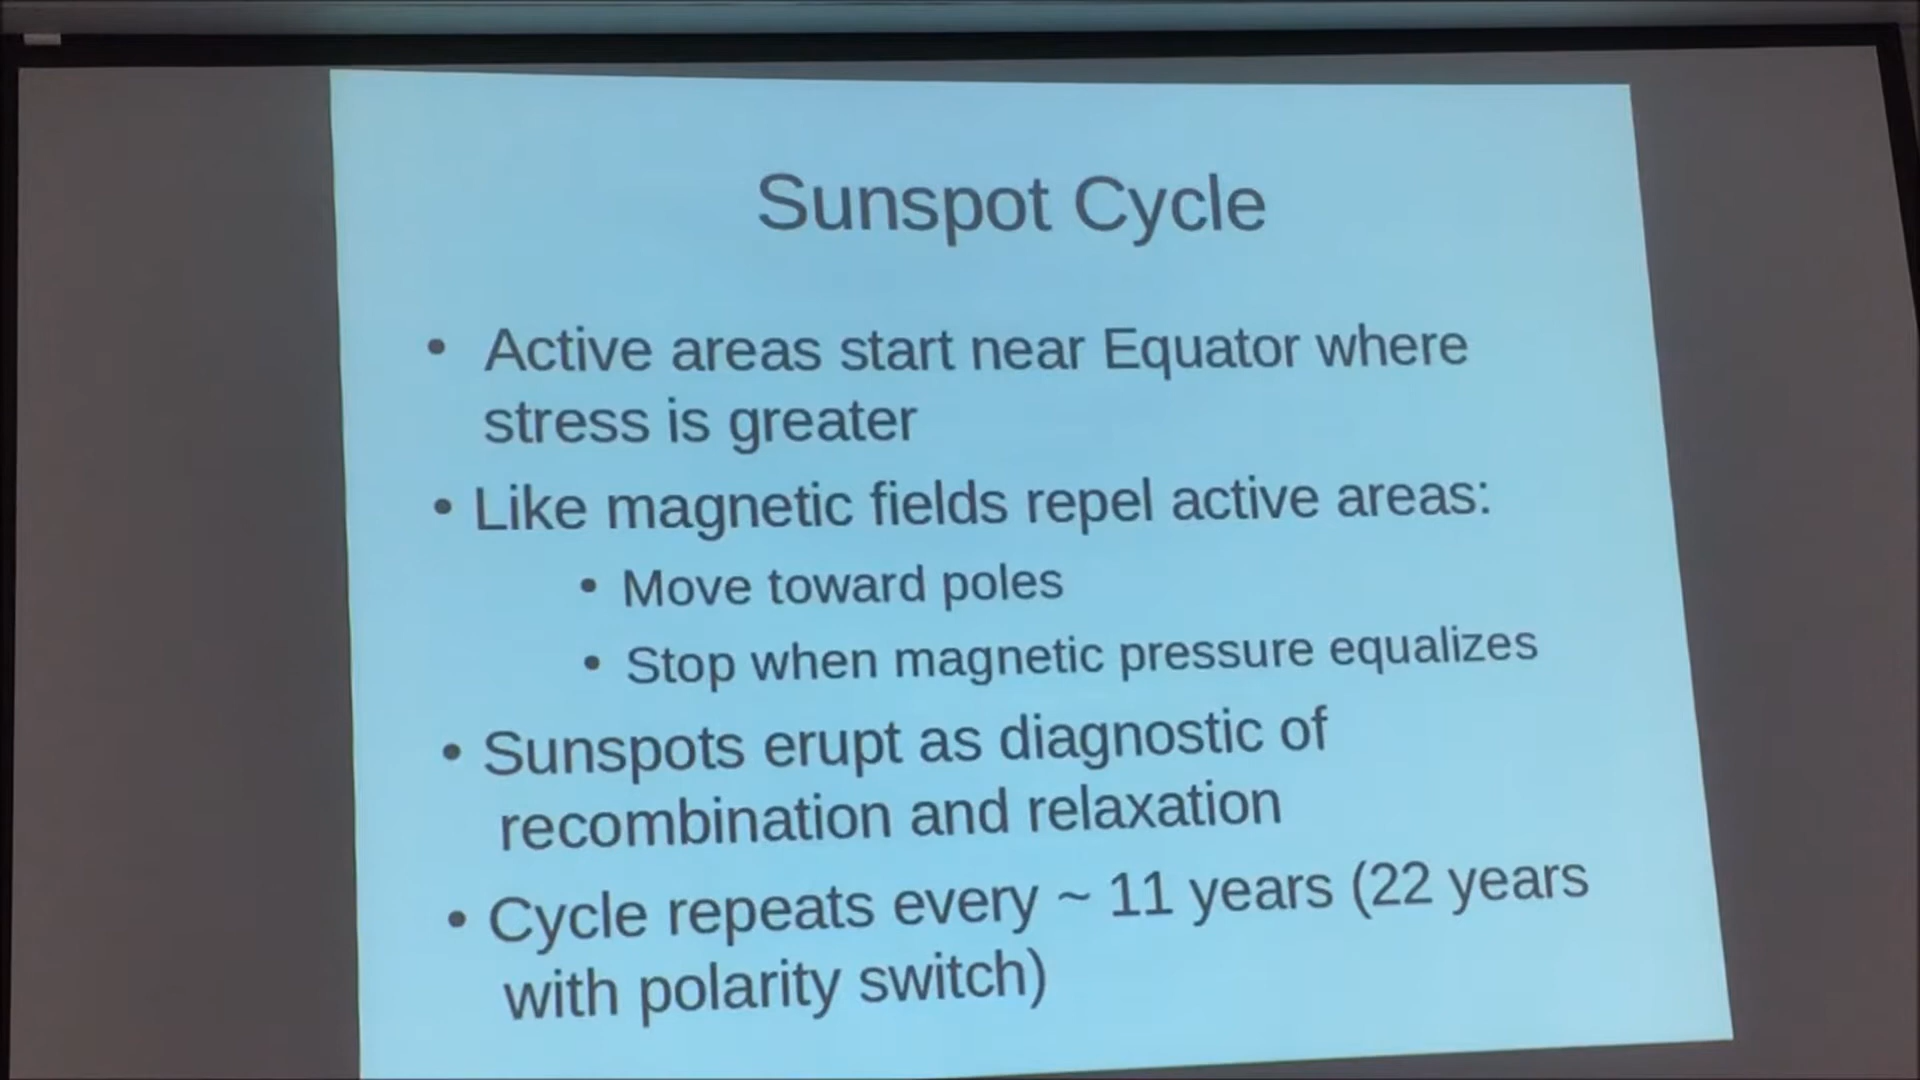 Sunspot Cycle
• Active areas start near Equator where
stress is greater
• Like magnetic fields repel active areas:
• Move toward poles
• Stop when magnetic pressure equalizes
• Sunspots erupt as diagnostic of
recombination and relaxation
• Cycle repeats every ~ 11 years (22 years
with polarity switch)